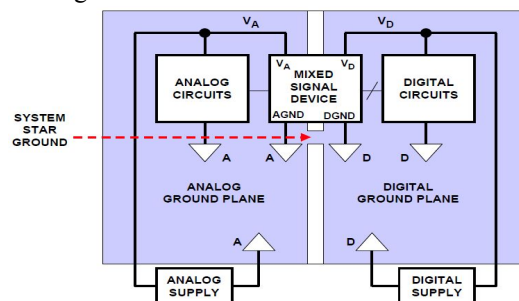 VA VD
VA VD
ANALOG
CIRCUITS
MIXED
SIGNAL
DEVICE
DIGITAL
CIRCUITS
AGND DGND
SYSTEM
STAR
GROUND
A A D D
ANALOG
GROUND PLANE
DIGITAL
GROUND PLANE
A D
ANALOG
SUPPLY
DIGITAL
SUPPLY